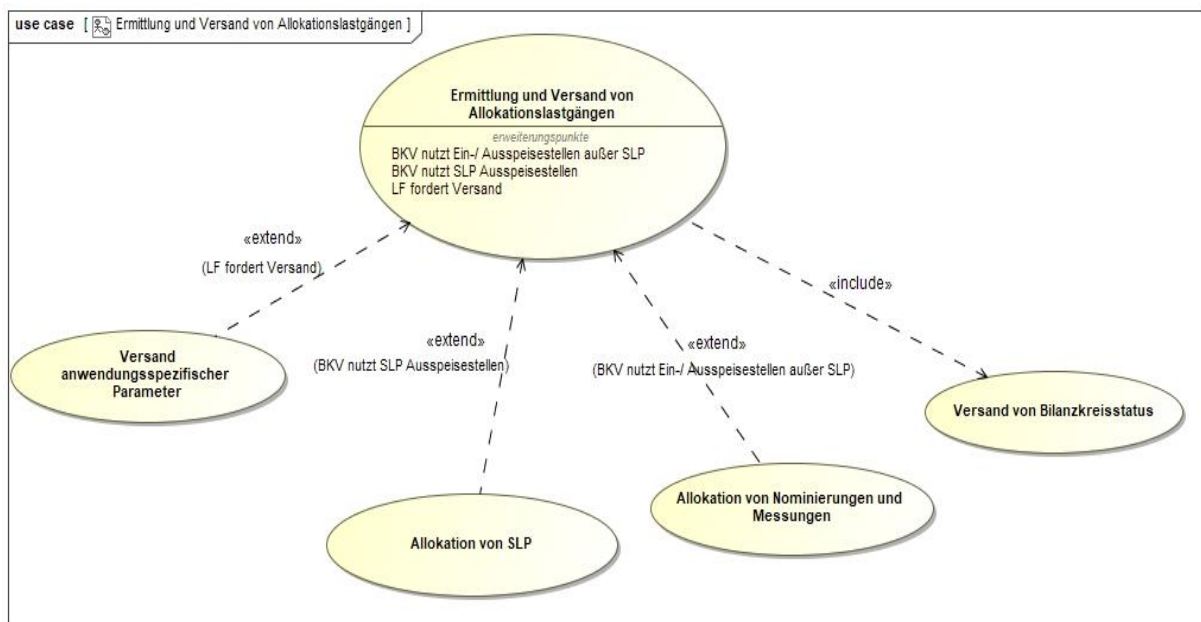 use case [ Ermittlung und Versand von Allokationslastgängen ]
Ermittlung und Versand von
Allokationslastgängen
erweiterungspunkte
BKV nutzt Ein-/ Ausspeisestellen außer SLP
BKV nutzt SLP Ausspeisestellen
LF fordert Versand
«extend»
(LF fordert Versand)
«include»
«extend»
(BKV nutzt SLP Ausspeisestellen)
«extend»
(BKV nutzt Ein-/ Ausspeisestellen außer SLP)
Versand
anwendungsspezifischer
Parameter
Versand von Bilanzkreisstatus
Allokation von Nominierungen und
Messungen
Allokation von SLP